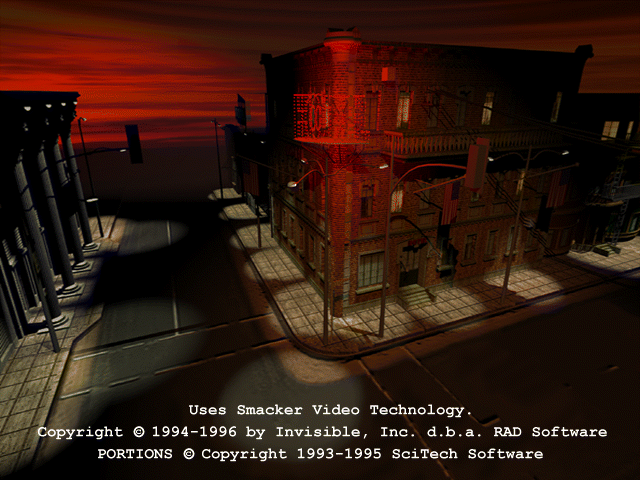 Uses Smacker Video Technology.
Copyright © 1994-1996 by Invisible, Inc. d.b.a. RAD Software
PORTIONS © Copyright 1993-1995 SciTech Software